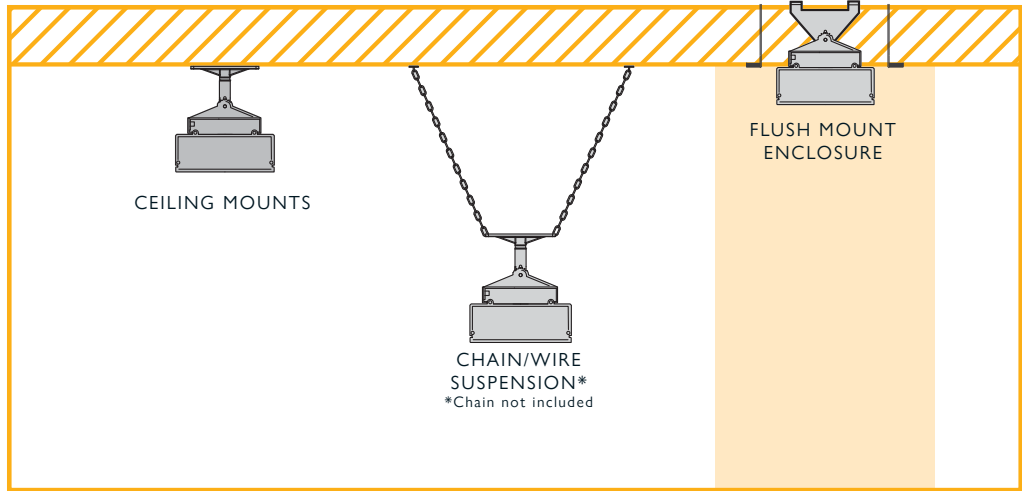 CEILING MOUNTS
CHAIN/WIRE
SUSPENSION*
*Chain not included
FLUSH MOUNT
ENCLOSURE